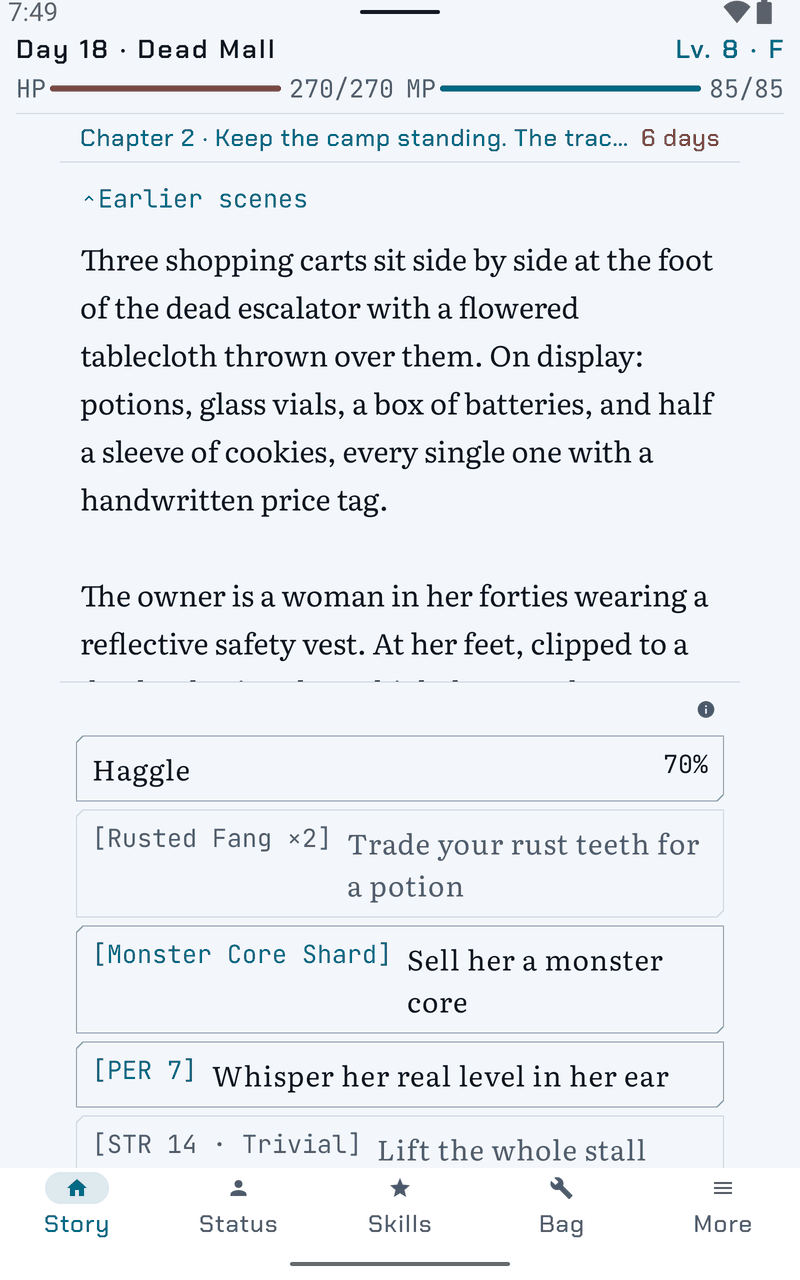 7:49
Day 18 · Dead Mall
Lv. 8 · F
HP 270/270 MP 85/85
Chapter 2 · Keep the camp standing. The trac… 6 days
^Earlier scenes
Three shopping carts sit side by side at the foot
of the dead escalator with a flowered
tablecloth thrown over them. On display:
potions, glass vials, a box of batteries, and half
a sleeve of cookies, every single one with a
handwritten price tag.
The owner is a woman in her forties wearing a
reflective safety vest. At her feet, clipped to a
Haggle 70%
[Rusted Fang ×2] Trade your rust teeth for
a potion
[Monster Core Shard] Sell her a monster
core
[PER 7] Whisper her real level in her ear
[STR 14 · Trivial] Lift the whole stall
Story Status Skills Bag More